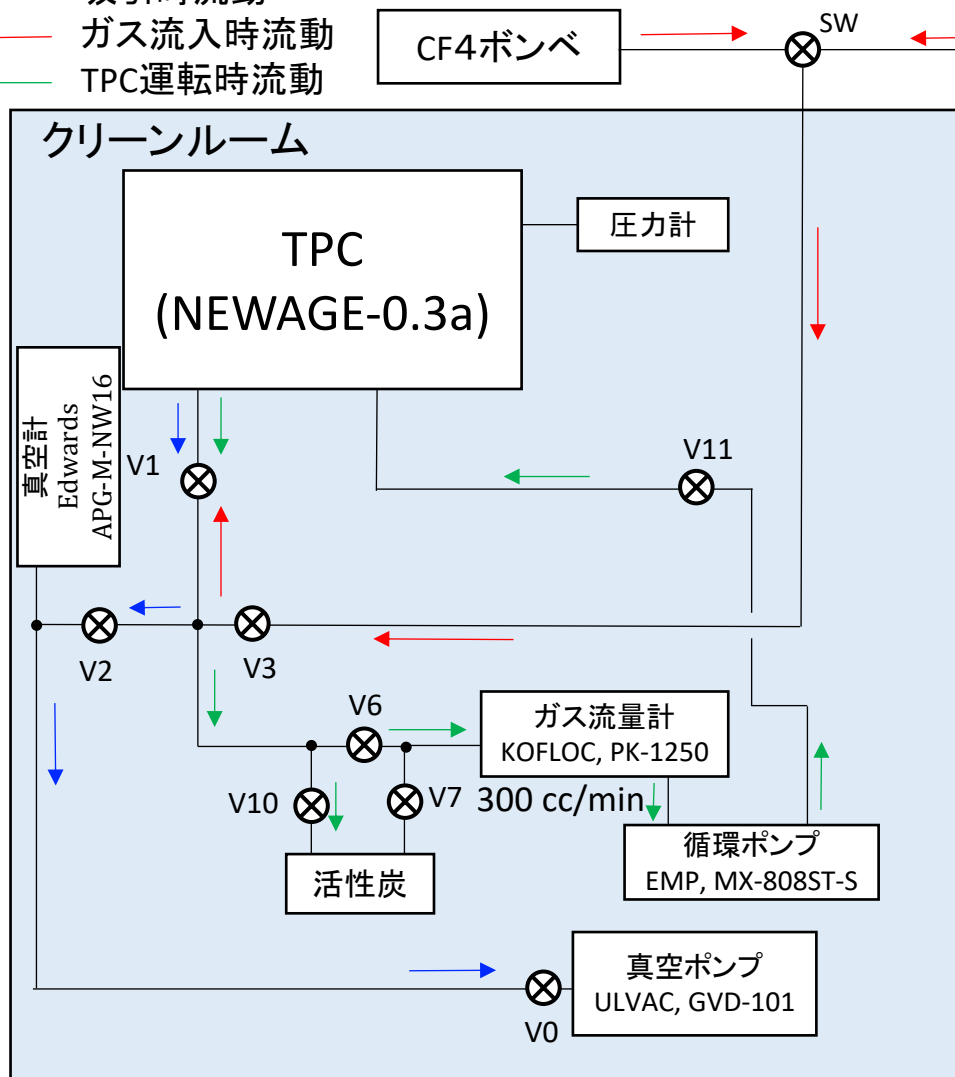 ガス流入時流動
TPC運転時流動
CF4ボンベ
SW
クリーンルーム
TPC
(NEWAGE-0.3a)
圧力計
真空計
Edwards
APG-M-NW16
V1
V11
V2
V3
V6
ガス流量計
KOFLOC, PK-1250
V10
V7
300 cc/min
活性炭
循環ポンプ
EMP, MX-808ST-S
真空ポンプ
ULVAC, GVD-101
V0